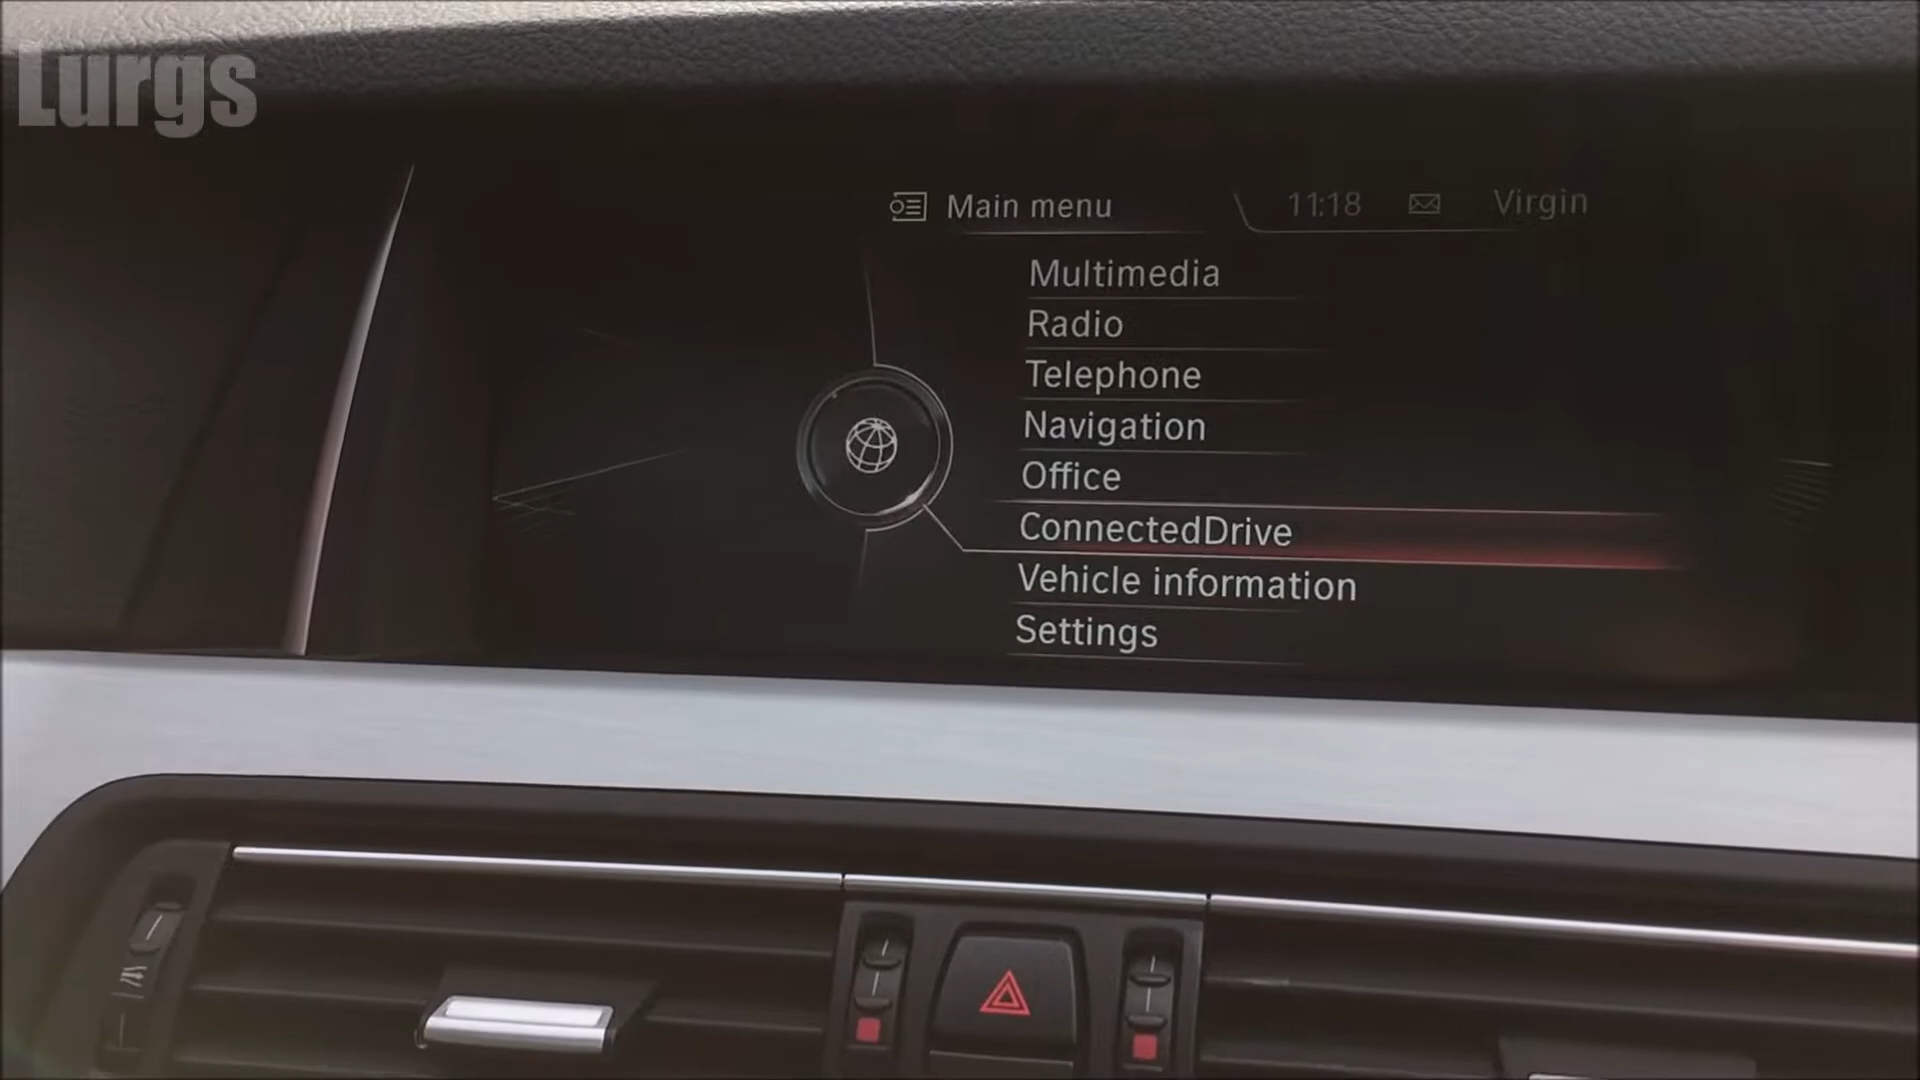 Lurgs
Main menu 11:18 Virgin
Multimedia
Radio
Telephone
Navigation
Office
ConnectedDrive
Vehicle information
Settings